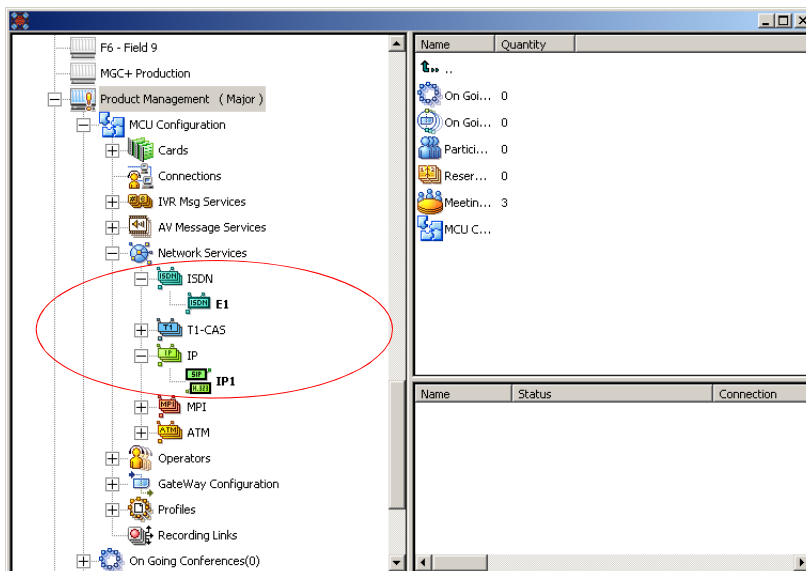 F6 - Field 9
MGC+ Production
Product Management ( Major )
MCU Configuration
Cards
Connections
IVR Msg Services
AV Message Services
Network Services
ISDN
ISDN E1
T1 T1-CAS
IP IP
SIP
H.323 IP1
MPI MPI
ATM ATM
Operators
GateWay Configuration
Profiles
Recording Links
On Going Conferences(0)
Name Quantity
..
On Goi... 0
On Goi... 0
Partici... 0
Reser... 0
Meetin... 3
MCU C...
Name Status Connection